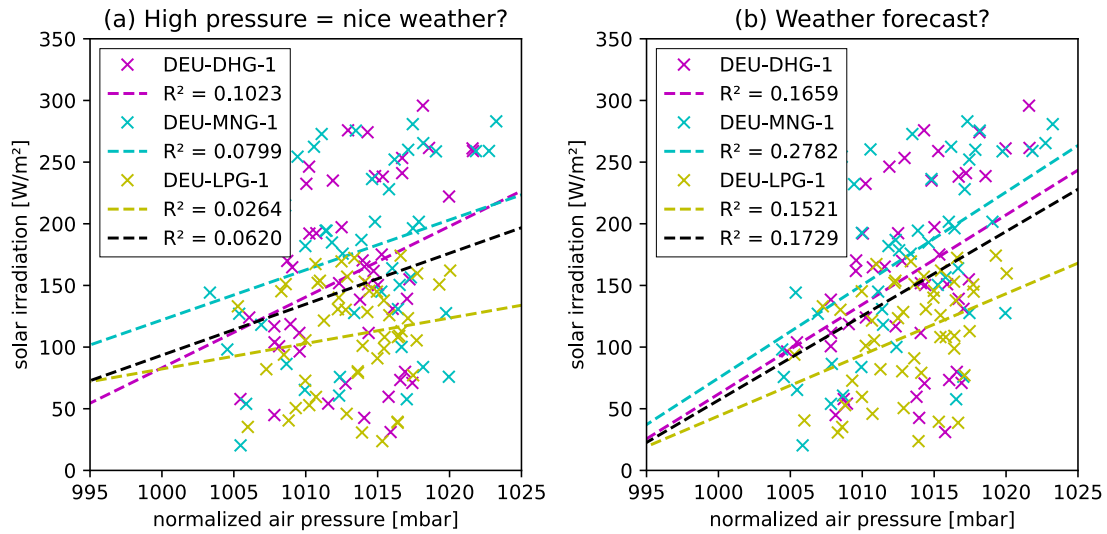 (a) High pressure = nice weather?
350
300
250
200
150
100
50
0
solar irradiation [W/m²]
DEU-DHG-1
R² = 0.1023
DEU-MNG-1
R² = 0.0799
DEU-LPG-1
R² = 0.0264
R² = 0.0620
995 1000 1005 1010 1015 1020 1025
normalized air pressure [mbar]
(b) Weather forecast?
350
300
250
200
150
100
50
0
solar irradiation [W/m²]
DEU-DHG-1
R² = 0.1659
DEU-MNG-1
R² = 0.2782
DEU-LPG-1
R² = 0.1521
R² = 0.1729
995 1000 1005 1010 1015 1020 1025
normalized air pressure [mbar]